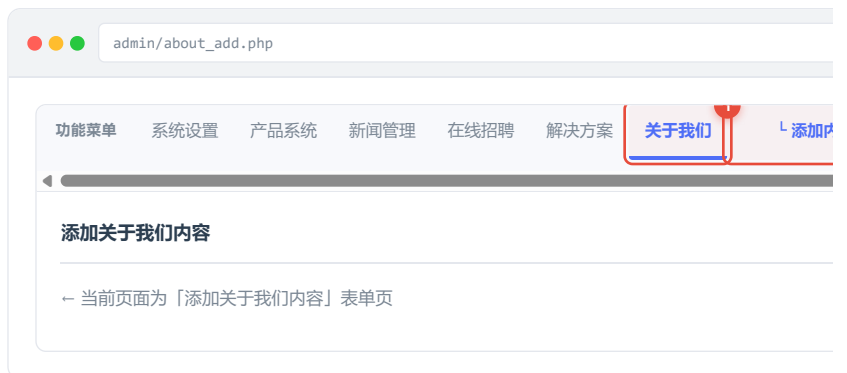 admin/about_add.php
功能菜单 系统设置 产品系统 新闻管理 在线招聘 解决方案 关于我们 └ 添加
添加关于我们内容
← 当前页面为「添加关于我们内容」表单页